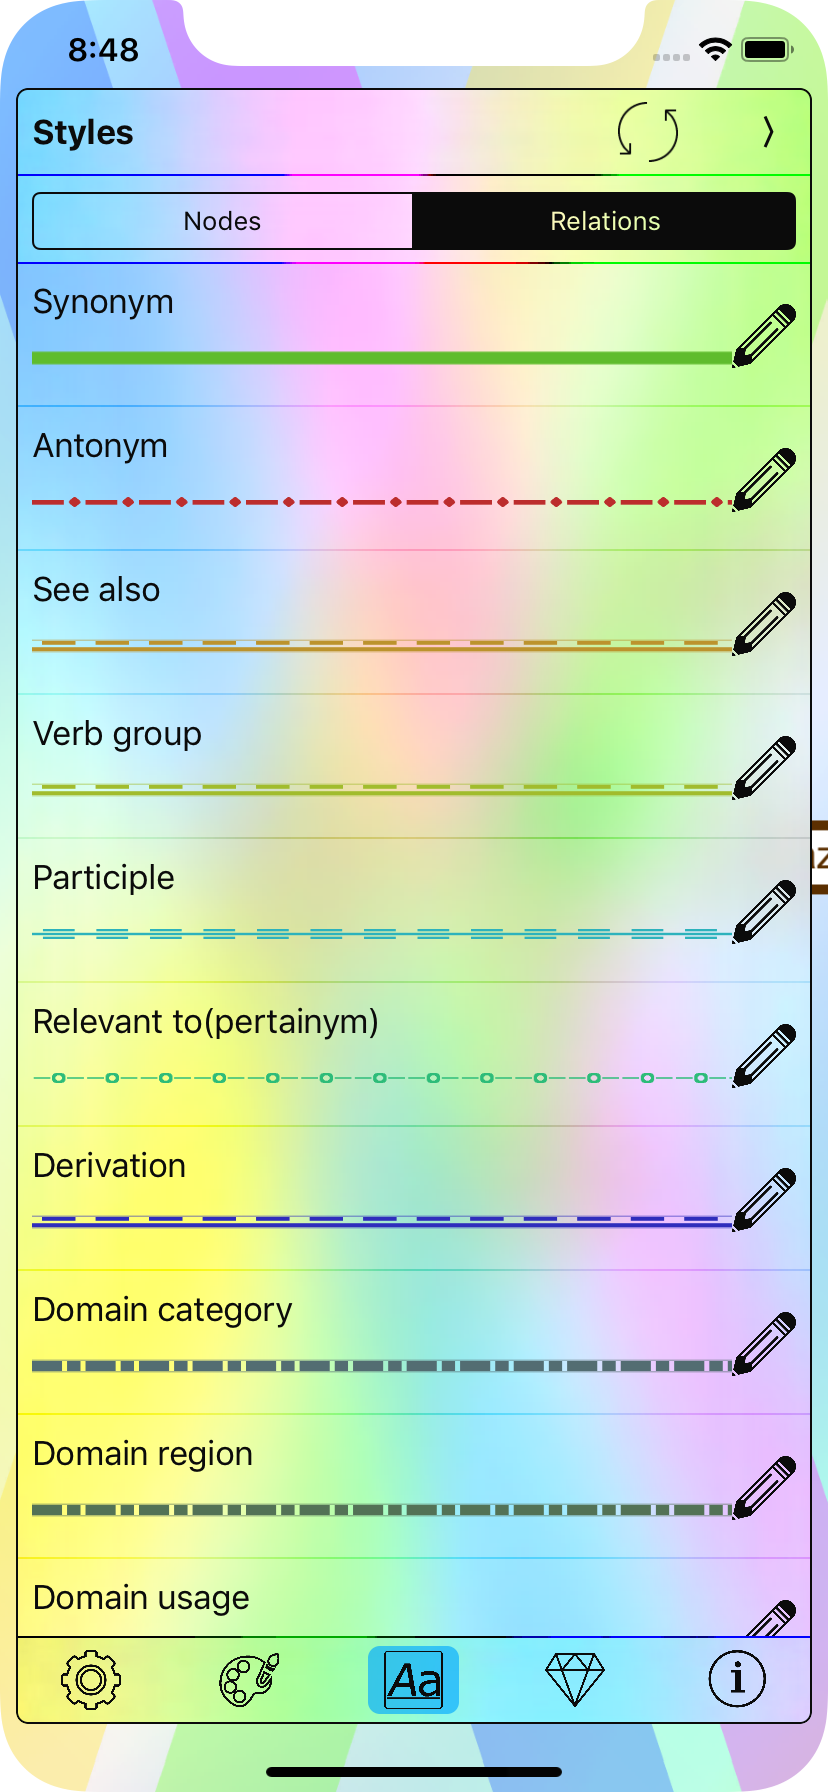 8:48
Styles
Nodes
Relations
Synonym
Antonym
See also
Verb group
Participle
Relevant to(pertainym)
Derivation
Domain category
Domain region
Domain usage
Aa
i